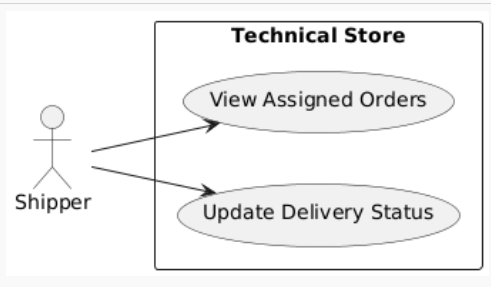 Technical Store
View Assigned Orders
Shipper
Update Delivery Status